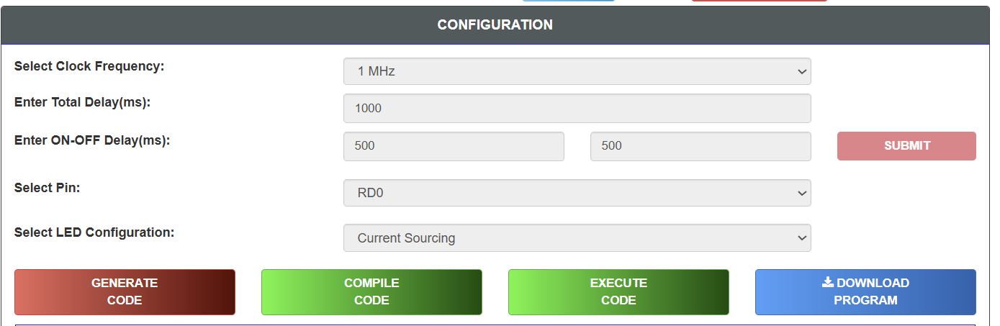 CONFIGURATION
Select Clock Frequency:
1 MHz
Enter Total Delay(ms):
1000
Enter ON-OFF Delay(ms):
500
500
SUBMIT
Select Pin:
RD0
Select LED Configuration:
Current Sourcing
GENERATE
CODE
COMPILE
CODE
EXECUTE
CODE
DOWNLOAD
PROGRAM